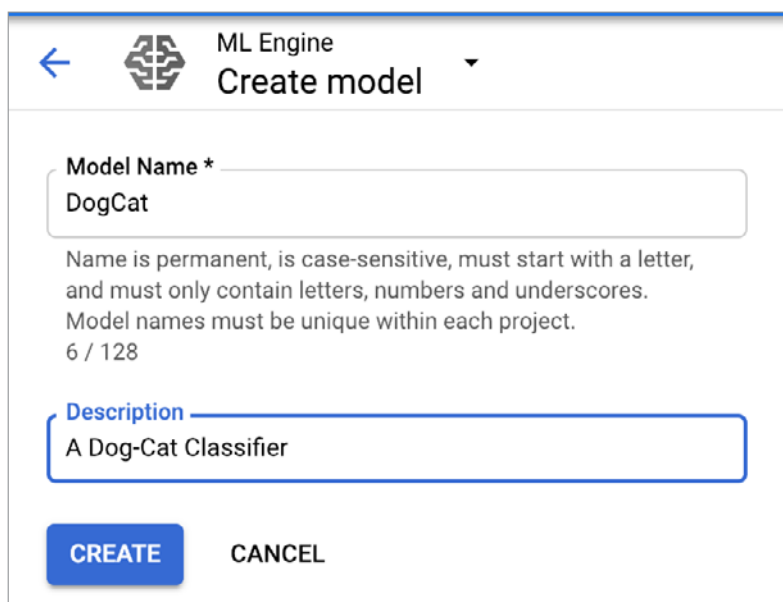 ML Engine
Create model
Model Name *
DogCat
Name is permanent, is case-sensitive, must start with a letter,
and must only contain letters, numbers and underscores.
Model names must be unique within each project.
6 / 128
Description
A Dog-Cat Classifier
CREATE CANCEL